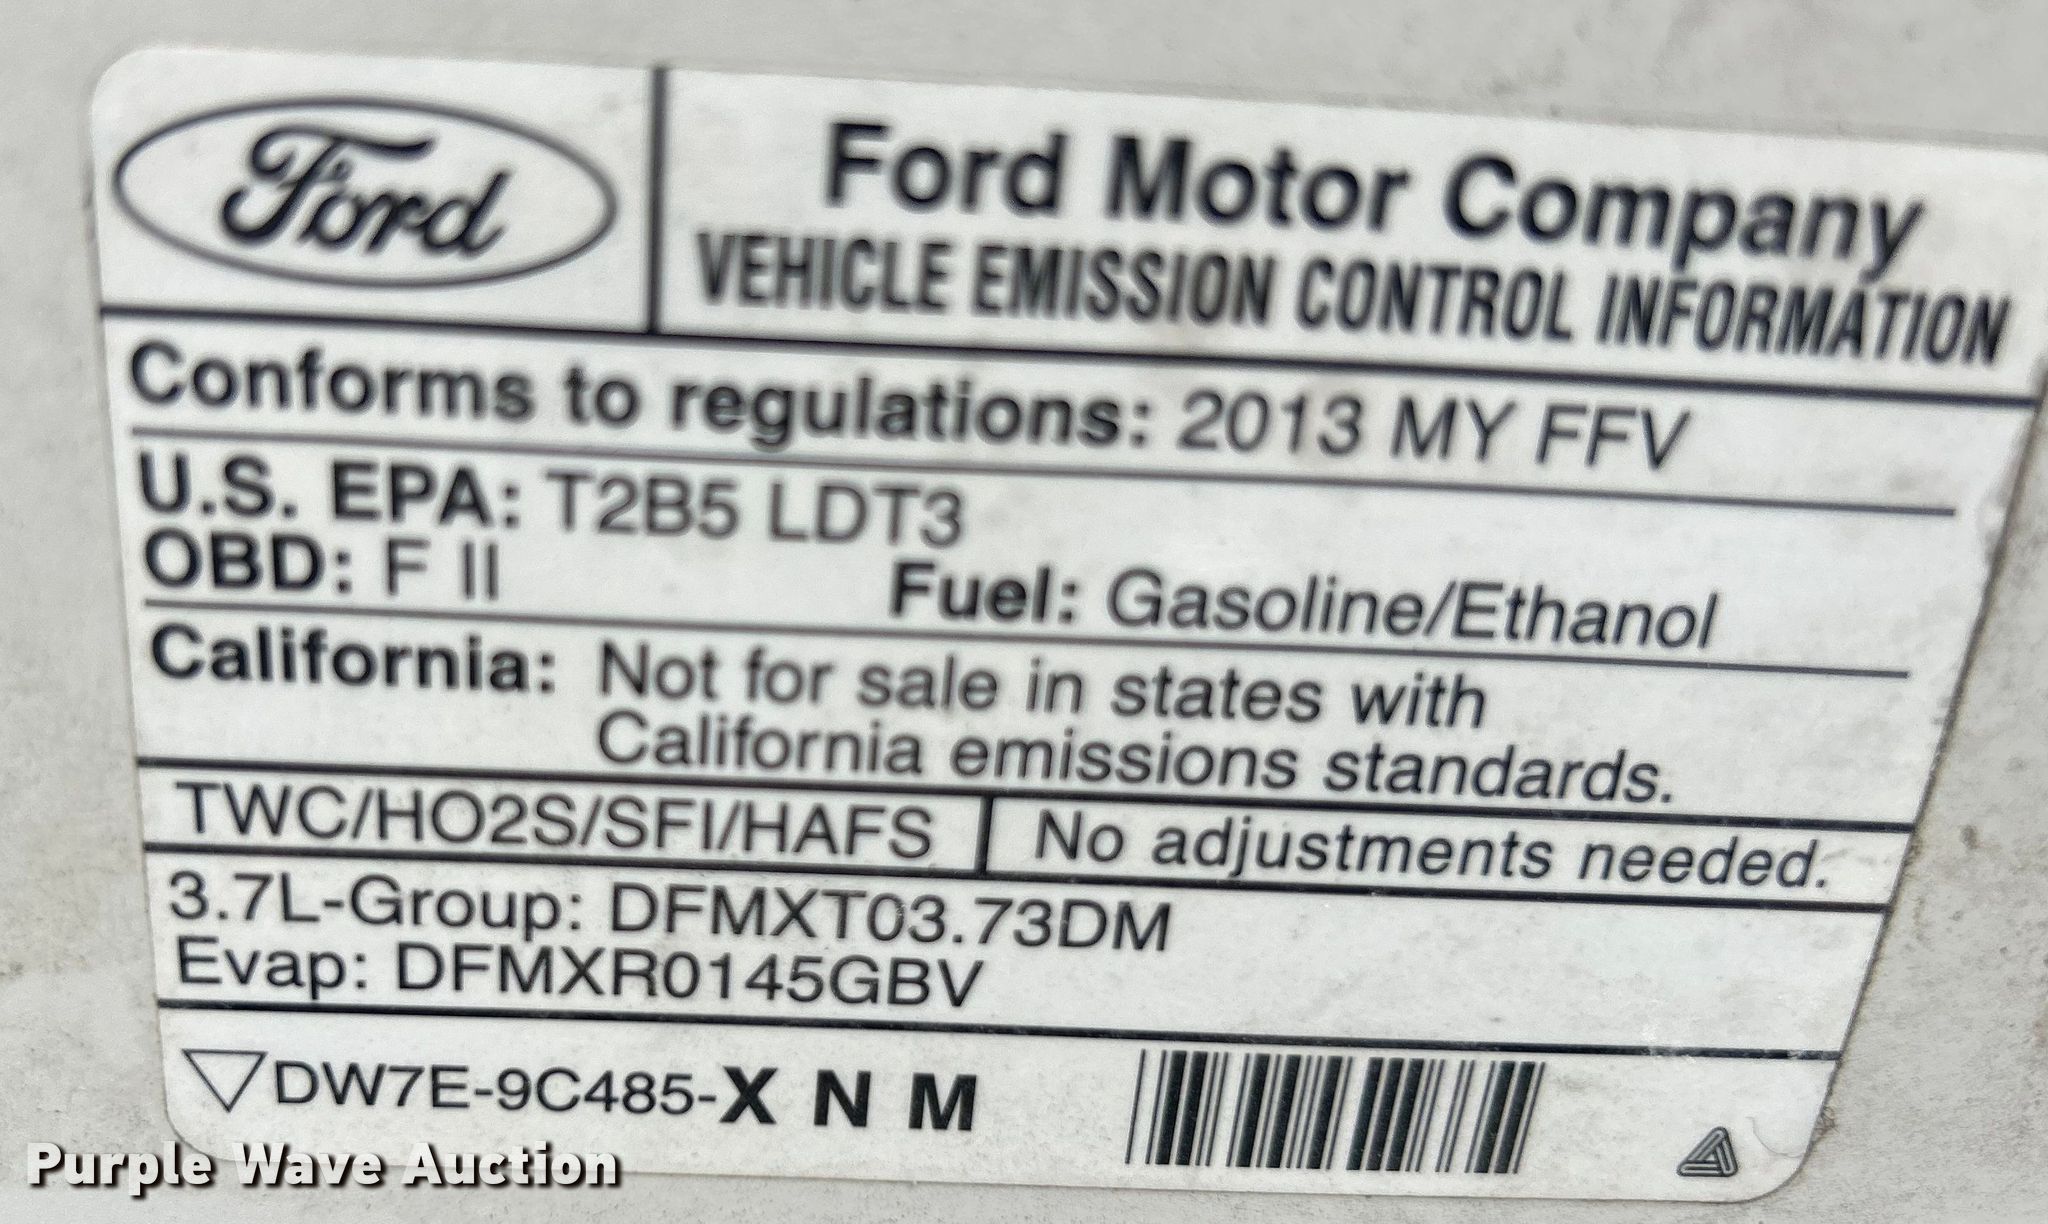 Ford
Ford Motor Company
VEHICLE EMISSION CONTROL INFORMATION
Conforms to regulations: 2013 MY FFV
U.S. EPA: T2B5 LDT3
OBD: F II Fuel: Gasoline/Ethanol
California: Not for sale in states with
California emissions standards.
TWC/HO2S/SFI/HAFS No adjustments needed.
3.7L-Group: DFMXT03.73DM
Evap: DFMXR0145GBV
DW7E-9C485-X N M
Purple Wave Auction